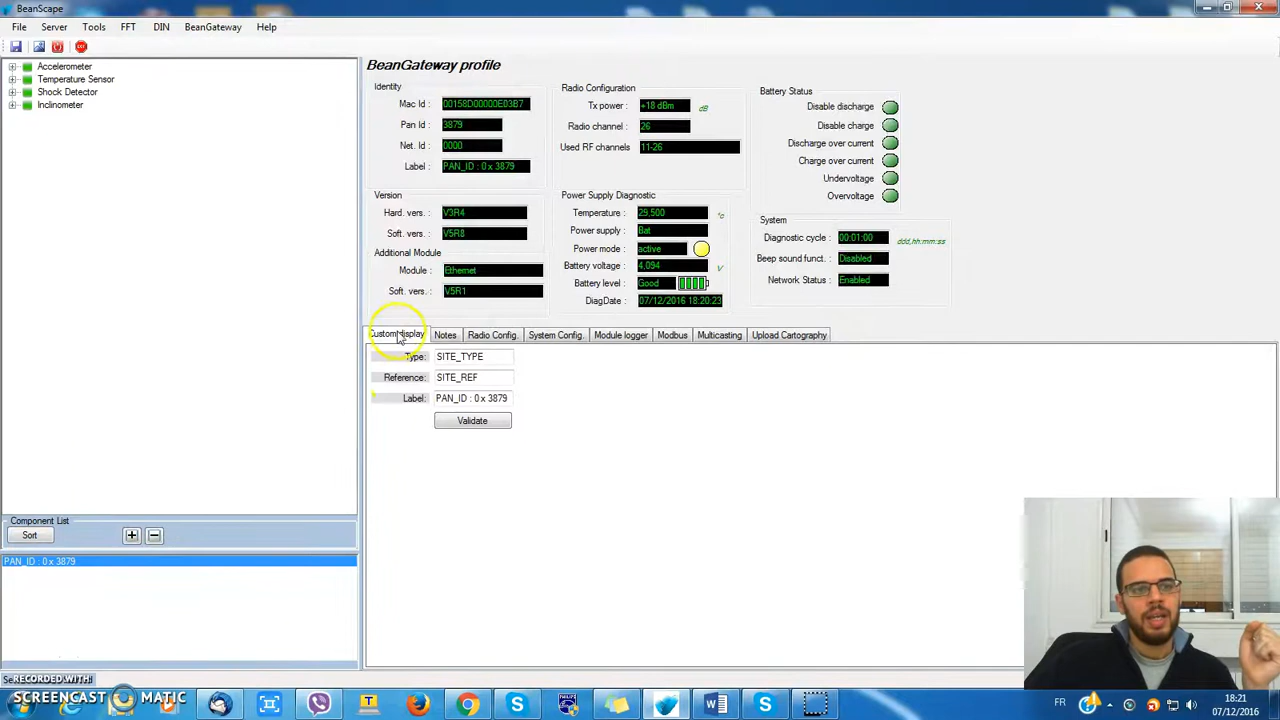 BeanScape
File Server Tools FFT DIN BeanGateway Help
Accelerometer
Temperature Sensor
Shock Detector
Inclinometer
Component List
Sort
PAN_ID : 0 x 3879
BeanGateway profile
Identity
Mac Id : 00158D00000E03B7
Pan Id : 3879
Net. Id : 0000
Label : PAN_ID : 0 x 3879
Version
Hard. vers. : V3R4
Soft. vers. : V5R8
Additional Module
Module : Ethernet
Soft. vers. : V5R1
Radio Configuration
Tx power : +18 dBm dB
Radio channel : 26
Used RF channels : 11-26
Power Supply Diagnostic
Temperature : 29,500 °c
Power supply : Bat
Power mode : active
Battery voltage : 4,094 V
Battery level : Good
DiagDate : 07/12/2016 18:20:23
Battery Status
Disable discharge
Disable charge
Discharge over current
Charge over current
Undervoltage
Overvoltage
System
Diagnostic cycle : 00:01:00 ddd,hh:mm:ss
Beep sound funct. : Disabled
Network Status : Enabled
Custom display Notes Radio Config. System Config. Module logger Modbus Multicasting Upload Cartography
Type: SITE_TYPE
Reference: SITE_REF
Label: PAN_ID : 0 x 3879
Validate
RECORDED WITH
SCREENCAST MATIC
PHILIPS
FR
18:21
07/12/2016